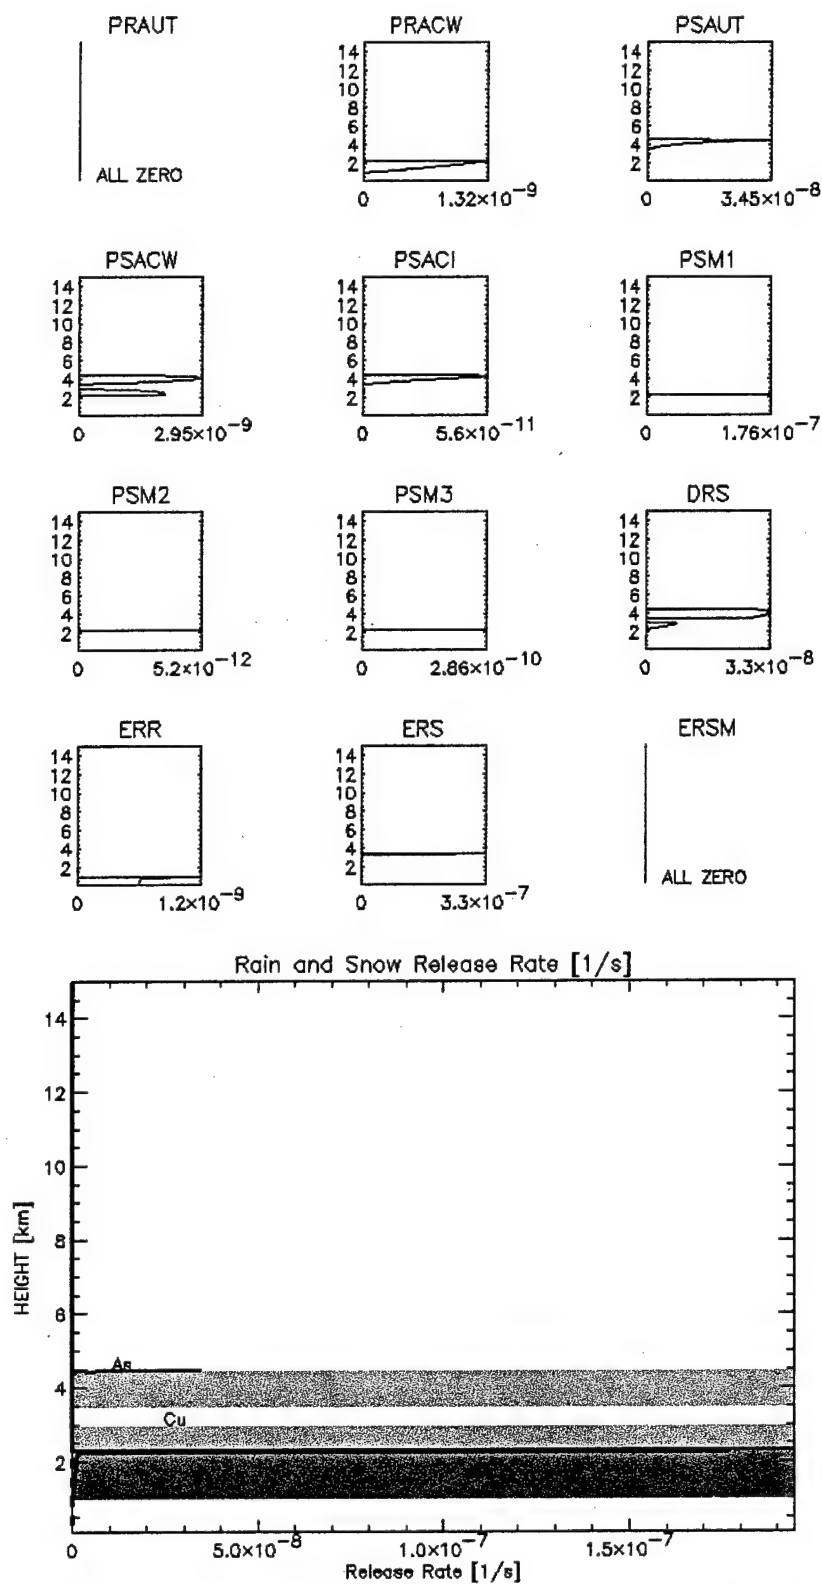 PRAUT PRACW PSAUT
14 14
12 12
10 10
8 8
6 6
4 4
2 2
ALL ZERO
0 1.32×10−9 0 3.45×10−8
PSACW PSACI PSM1
14 14 14
12 12 12
10 10 10
8 8 8
6 6 6
4 4 4
2 2 2
0 2.95×10−9 0 5.6×10−11 0 1.76×10−7
PSM2 PSM3 DRS
14 14 14
12 12 12
10 10 10
8 8 8
6 6 6
4 4 4
2 2 2
0 5.2×10−12 0 2.86×10−10 0 3.3×10−8
ERR ERS ERSM
14 14
12 12
10 10
8 8
6 6
4 4
2 2
ALL ZERO
0 1.2×10−9 0 3.3×10−7
Rain and Snow Release Rate [1/s]
14
12
10
HEIGHT [km]
8
6
As
4
Cu
2
0 5.0×10−8 1.0×10−7 1.5×10−7
Release Rate [1/s]